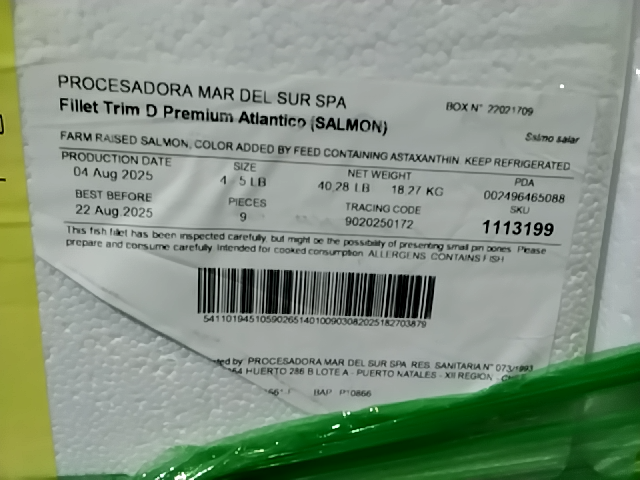 PROCESADORA MAR DEL SUR SPA
BOX N° 22021709
Fillet Trim D Premium Atlantico (SALMON)
Salmo salar
FARM RAISED SALMON, COLOR ADDED BY FEED CONTAINING ASTAXANTHIN. KEEP REFRIGERATED
PRODUCTION DATE SIZE NET WEIGHT PDA
04 Aug 2025 4 5 LB 40,28 LB 18,27 KG 002496465088
BEST BEFORE PIECES TRACING CODE SKU
22 Aug 2025 9 9020250172 1113199
This fish fillet has been inspected carefully, but might be the possibility of presenting small pin bones. Please
prepare and consume carefully. Intended for cooked consumption. ALLERGENS: CONTAINS FISH
PROCESADORA MAR DEL SUR SPA RES. SANITARIA N° 073/1993
HUERTO 286 B LOTE A - PUERTO NATALES - XII REGION -
BAP P10866